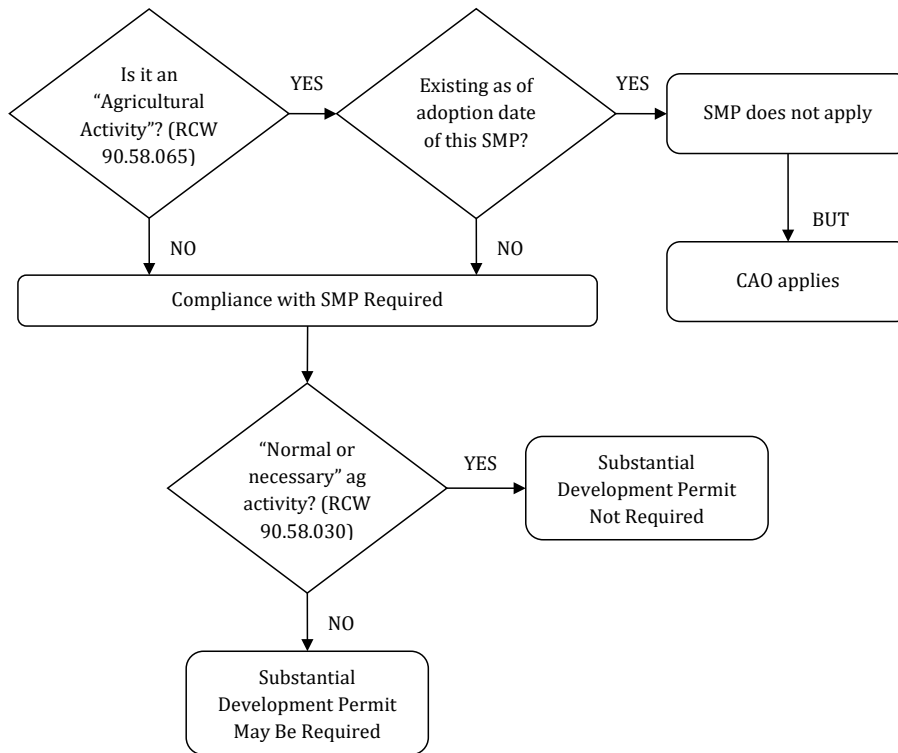 Is it an
“Agricultural
Activity”? (RCW
90.58.065)
YES
Existing as of
adoption date
of this SMP?
YES
SMP does not apply
BUT
CAO applies
NO
NO
Compliance with SMP Required
“Normal or
necessary” ag
activity? (RCW
90.58.030)
YES
Substantial
Development Permit
Not Required
NO
Substantial
Development Permit
May Be Required